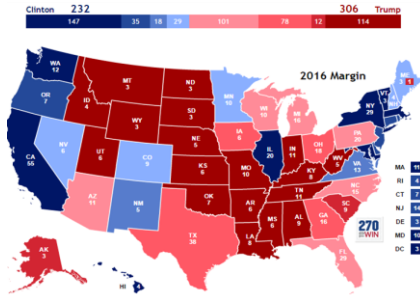 Clinton 232 306 Trump
147 35 18 29 101 78 12 114
2016 Margin
WA 12
OR 7
CA 55
NV 6
ID 4
MT 3
WY 3
UT 6
AZ 11
CO 9
NM 5
ND 3
SD 3
NE 5
KS 6
OK 7
TX 38
MN 10
IA 6
MO 10
AR 6
LA 8
WI 10
IL 20
MI 16
IN 11
OH 18
KY 8
TN 11
MS 6
AL 9
GA 16
FL 29
SC 9
NC 15
VA 13
WV 5
PA 20
NY 29
VT 3
ME
1
AK 3
HI 4
MA 11
RI 4
CT
NJ 14
DE 3
MD 10
DC 3
270 TO WIN